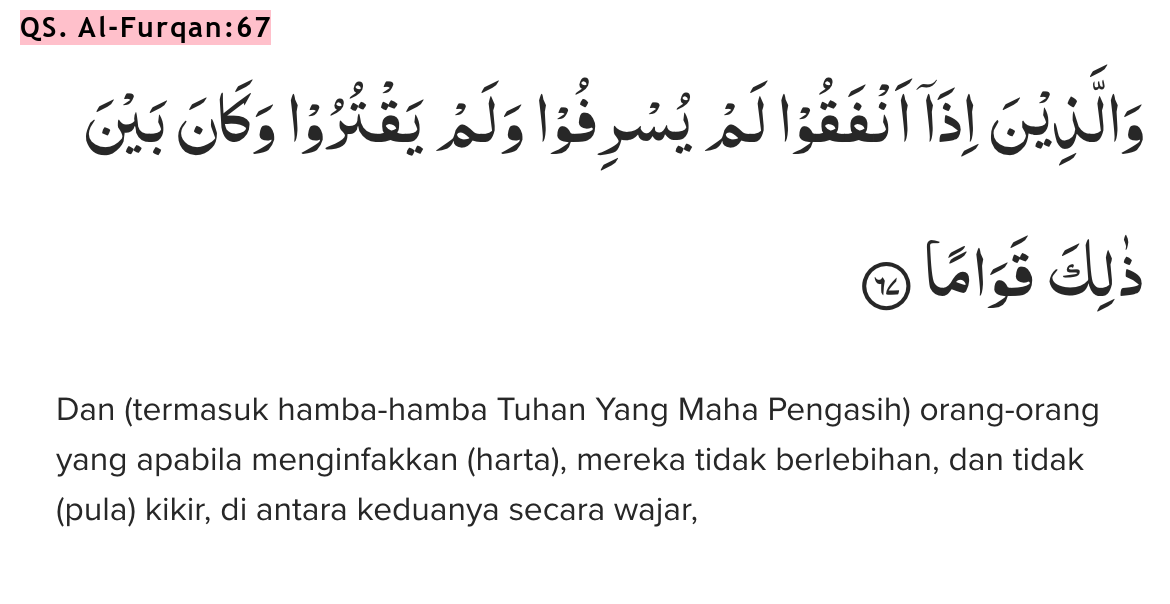 QS. Al-Furqan:67
وَالَّذِيْنَ اِذَآ اَنْفَقُوْا لَمْ يُسْرِفُوْا وَلَمْ يَقْتُرُوْا وَكَانَ بَيْنَ
ذٰلِكَ قَوَامًا ٦٧
Dan (termasuk hamba-hamba Tuhan Yang Maha Pengasih) orang-orang
yang apabila menginfakkan (harta), mereka tidak berlebihan, dan tidak
(pula) kikir, di antara keduanya secara wajar,